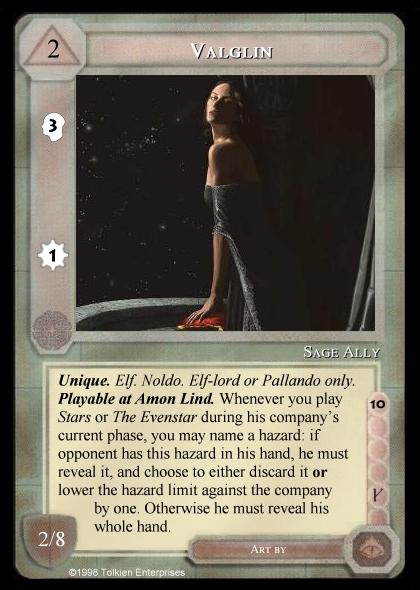 2
VALGLIN
3
1
SAGE ALLY
Unique. Elf. Noldo. Elf-lord or Pallando only.
Playable at Amon Lind. Whenever you play
Stars or The Evenstar during his company's
current phase, you may name a hazard: if
opponent has this hazard in his hand, he must
reveal it, and choose to either discard it or
lower the hazard limit against the company
by one. Otherwise he must reveal his
whole hand.
10
2/8
ART BY
©1998 Tolkien Enterprises